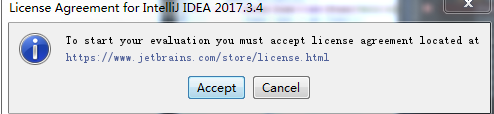 License Agreement for IntelliJ IDEA 2017.3.4
To start your evaluation you must accept license agreement located at
https://www.jetbrains.com/store/license.html
Accept Cancel